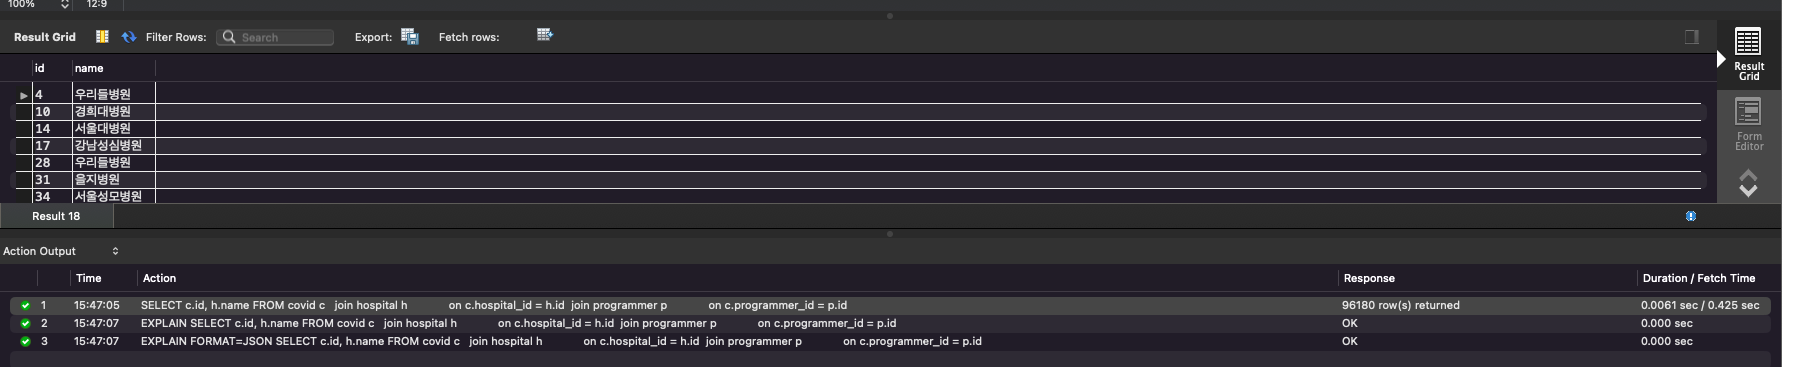 100% 12:9
Result Grid Filter Rows: Search Export: Fetch rows:
Result Grid
Form Editor
id name
4 우리들병원
10 경희대병원
14 서울대병원
17 강남성심병원
28 우리들병원
31 을지병원
34 서울성모병원
Result 18
Action Output
Time Action Response Duration / Fetch Time
1 15:47:05 SELECT c.id, h.name FROM covid c join hospital h on c.hospital_id = h.id join programmer p on c.programmer_id = p.id 96180 row(s) returned 0.0061 sec / 0.425 sec
2 15:47:07 EXPLAIN SELECT c.id, h.name FROM covid c join hospital h on c.hospital_id = h.id join programmer p on c.programmer_id = p.id OK 0.000 sec
3 15:47:07 EXPLAIN FORMAT=JSON SELECT c.id, h.name FROM covid c join hospital h on c.hospital_id = h.id join programmer p on c.programmer_id = p.id OK 0.000 sec